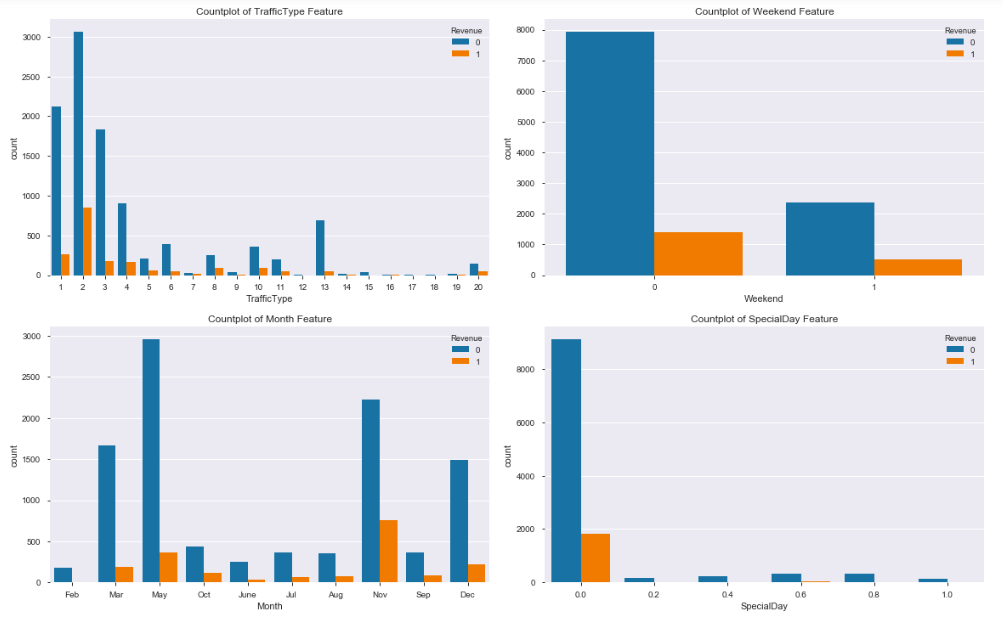 Countplot of TrafficType Feature
Revenue
0
1
3000
2500
2000
1500
1000
500
0
count
1 2 3 4 5 6 7 8 9 10 11 12 13 14 15 16 17 18 19 20
TrafficType
Countplot of Weekend Feature
Revenue
0
1
8000
7000
6000
5000
4000
3000
2000
1000
0
count
0 1
Weekend
Countplot of Month Feature
Revenue
0
1
3000
2500
2000
1500
1000
500
0
count
Feb Mar May Oct June Jul Aug Nov Sep Dec
Month
Countplot of SpecialDay Feature
Revenue
0
1
8000
6000
4000
2000
0
count
0.0 0.2 0.4 0.6 0.8 1.0
SpecialDay